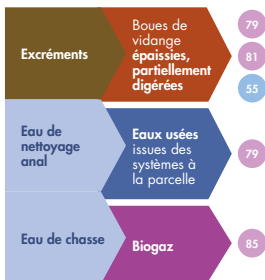 Excréments
Boues de
vidange
épaissies,
partiellement
digérées
79
81
55
Eau de
nettoyage
anal
Eaux usées
issues des
systèmes à
la parcelle
79
Eau de chasse
Biogaz
85